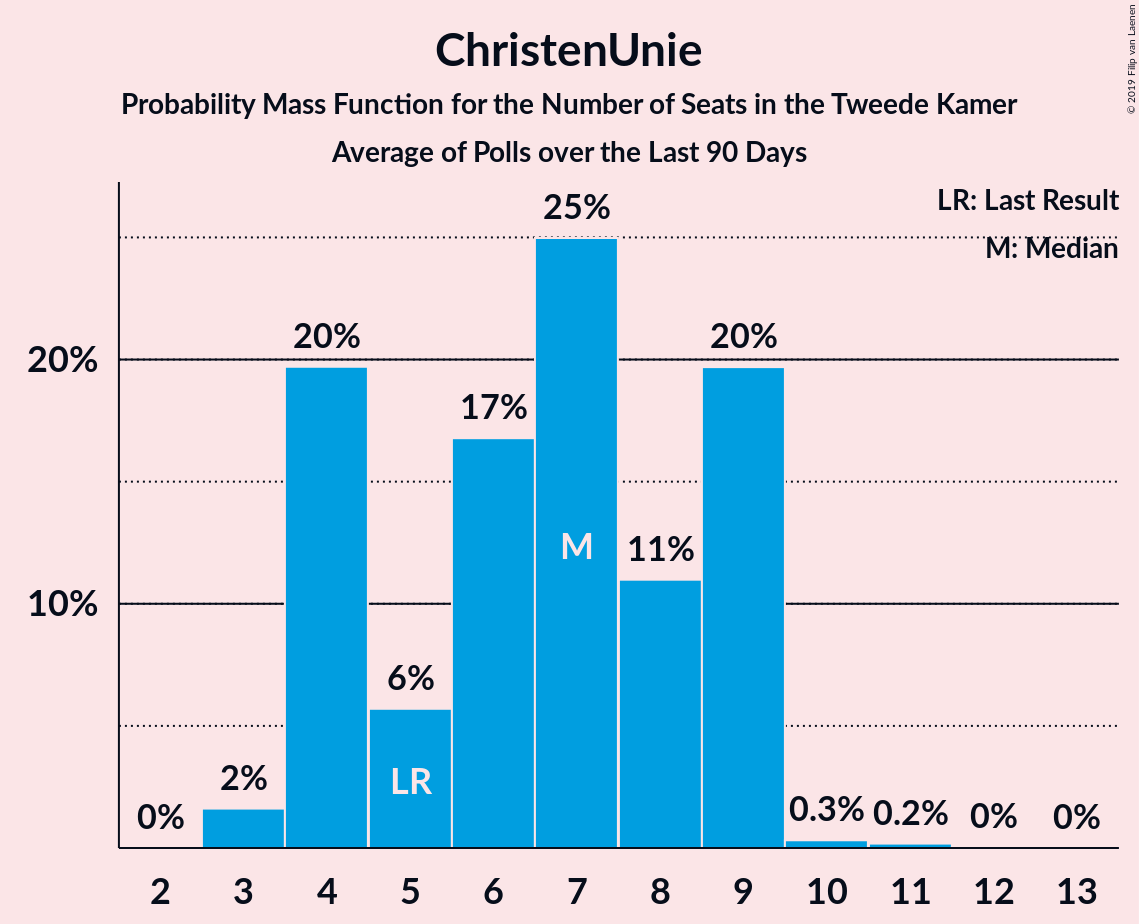 ChristenUnie
Probability Mass Function for the Number of Seats in the Tweede Kamer
Average of Polls over the Last 90 Days
© 2019 Filip van Laenen
LR: Last Result
M: Median
25%
20%
20%
20%
17%
M
11%
10%
6%
LR
2%
0%
0.3%
0.2%
0%
0%
2 3 4 5 6 7 8 9 10 11 12 13